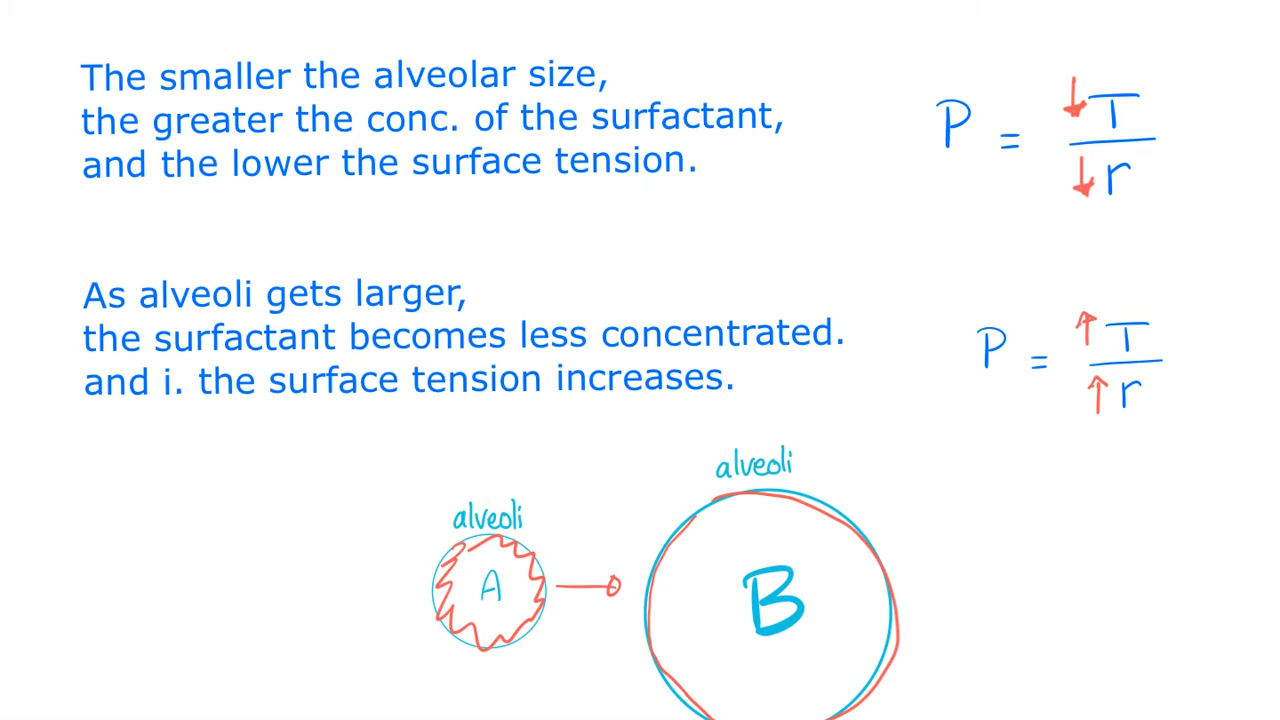 The smaller the alveolar size,
the greater the conc. of the surfactant,
and the lower the surface tension.
P = ↓T / ↓r
As alveoli gets larger,
the surfactant becomes less concentrated.
and i. the surface tension increases.
P = ↑T / ↑r
alveoli
alveoli
A
B